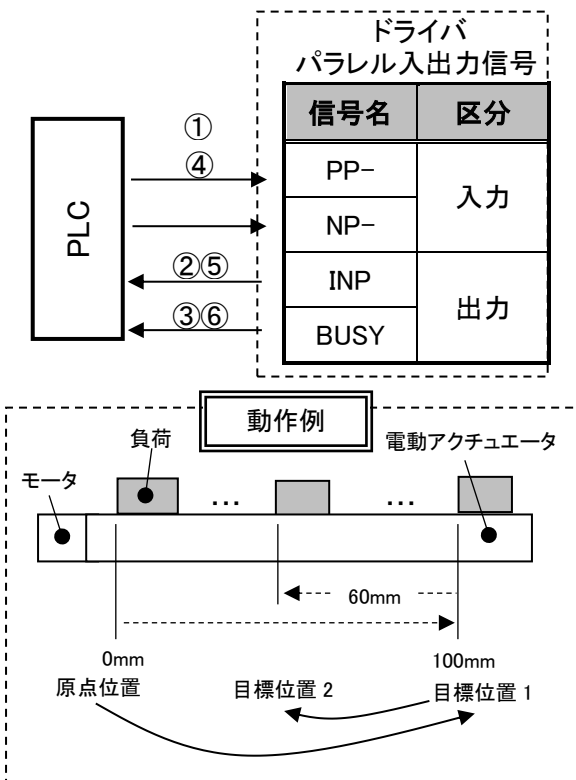 ドライバ
パラレル入出力信号
信号名 区分
PP-
入力
NP-
INP
出力
BUSY
PLC
①
④
②⑤
③⑥
動作例
負荷
電動アクチュエータ
モータ
... ...
60mm
0mm 100mm
原点位置 目標位置 2 目標位置 1